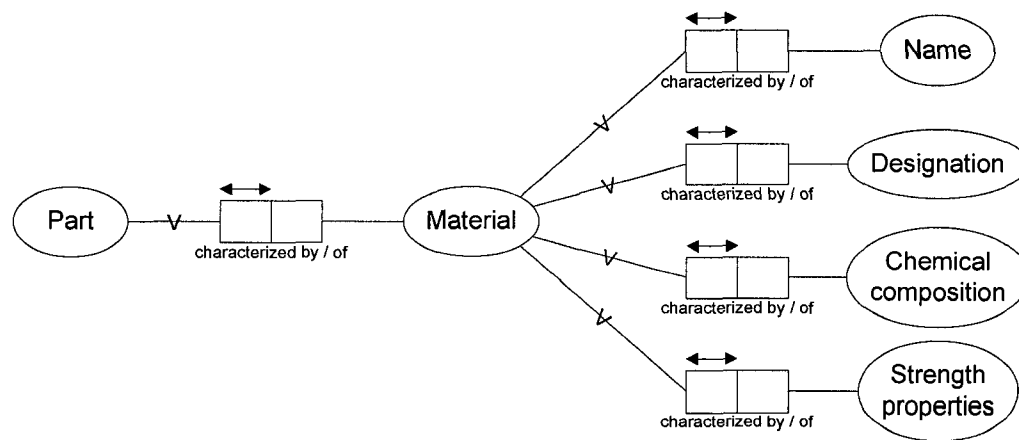 Part
characterized by / of
Material
characterized by / of
Name
characterized by / of
Designation
characterized by / of
Chemical
composition
characterized by / of
Strength
properties